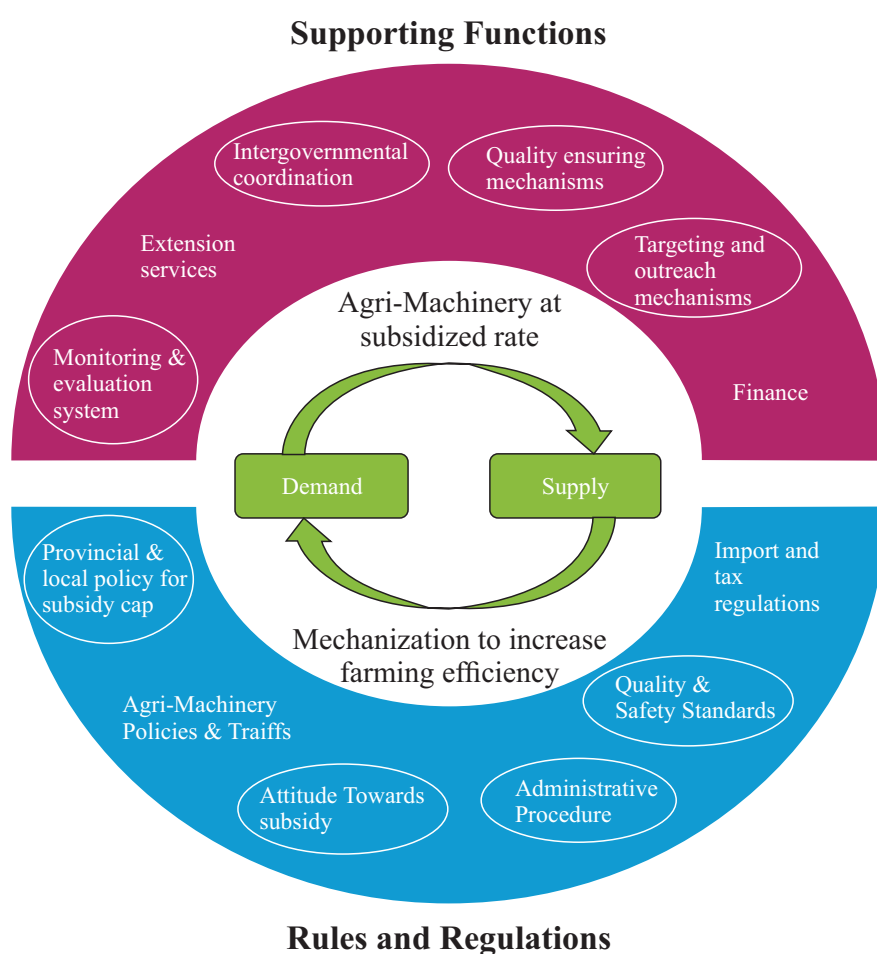 Supporting Functions
Intergovernmental
coordination
Quality ensuring
mechanisms
Extension
services
Targeting and
outreach
mechanisms
Monitoring &
evaluation
system
Finance
Agri-Machinery at
subsidized rate
Demand
Supply
Mechanization to increase
farming efficiency
Provincial &
local policy for
subsidy cap
Import and
tax
regulations
Agri-Machinery
Policies & Traiffs
Quality &
Safety Standards
Attitude Towards
subsidy
Administrative
Procedure
Rules and Regulations